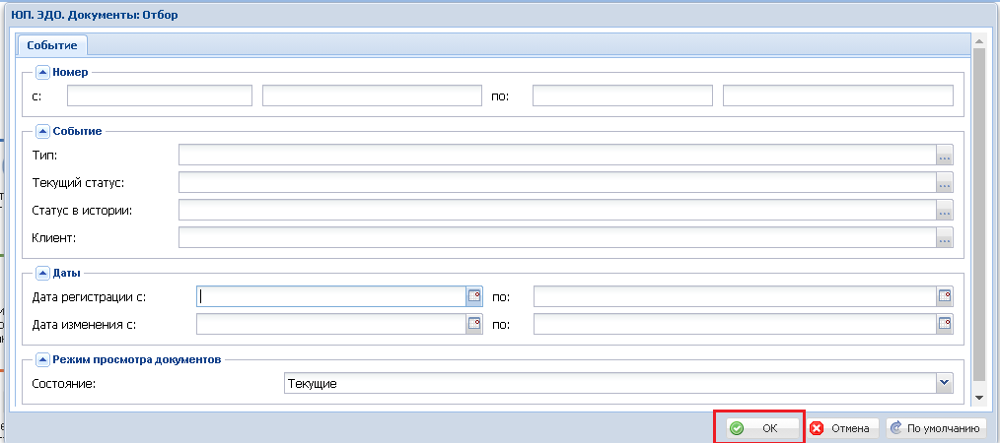 ЮП. ЭДО. Документы: Отбор
Событие
Номер
с: по:
Событие
Тип: ...
Текущий статус: ...
Статус в истории: ...
Клиент: ...
Даты
Дата регистрации с: по:
Дата изменения с: по:
Режим просмотра документов
Состояние: Текущие
OK Отмена По умолчанию